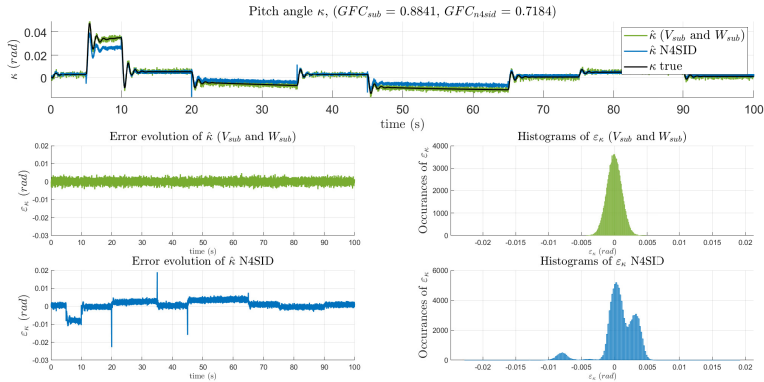 Pitch angle κ, (GFC_sub = 0.8841, GFC_n4sid = 0.7184)
κ (rad)
0.04
0.02
0
κ̂ (V_sub and W_sub)
κ̂ N4SID
κ true
0 10 20 30 40 50 60 70 80 90 100
time (s)
Error evolution of κ̂ (V_sub and W_sub)
ε_κ (rad)
0.02
0.01
0
-0.01
-0.02
-0.03
0 10 20 30 40 50 60 70 80 90 100
time (s)
Histograms of ε_κ (V_sub and W_sub)
Occurances of ε_κ
4000
3000
2000
1000
0
-0.02 -0.015 -0.01 -0.005 0 0.005 0.01 0.015 0.02
ε_κ (rad)
Error evolution of κ̂ N4SID
ε_κ (rad)
0.02
0.01
0
-0.01
-0.02
-0.03
0 10 20 30 40 50 60 70 80 90 100
time (s)
Histograms of ε_κ N4SID
Occurances of ε_κ
6000
4000
2000
0
-0.02 -0.015 -0.01 -0.005 0 0.005 0.01 0.015 0.02
ε_κ (rad)